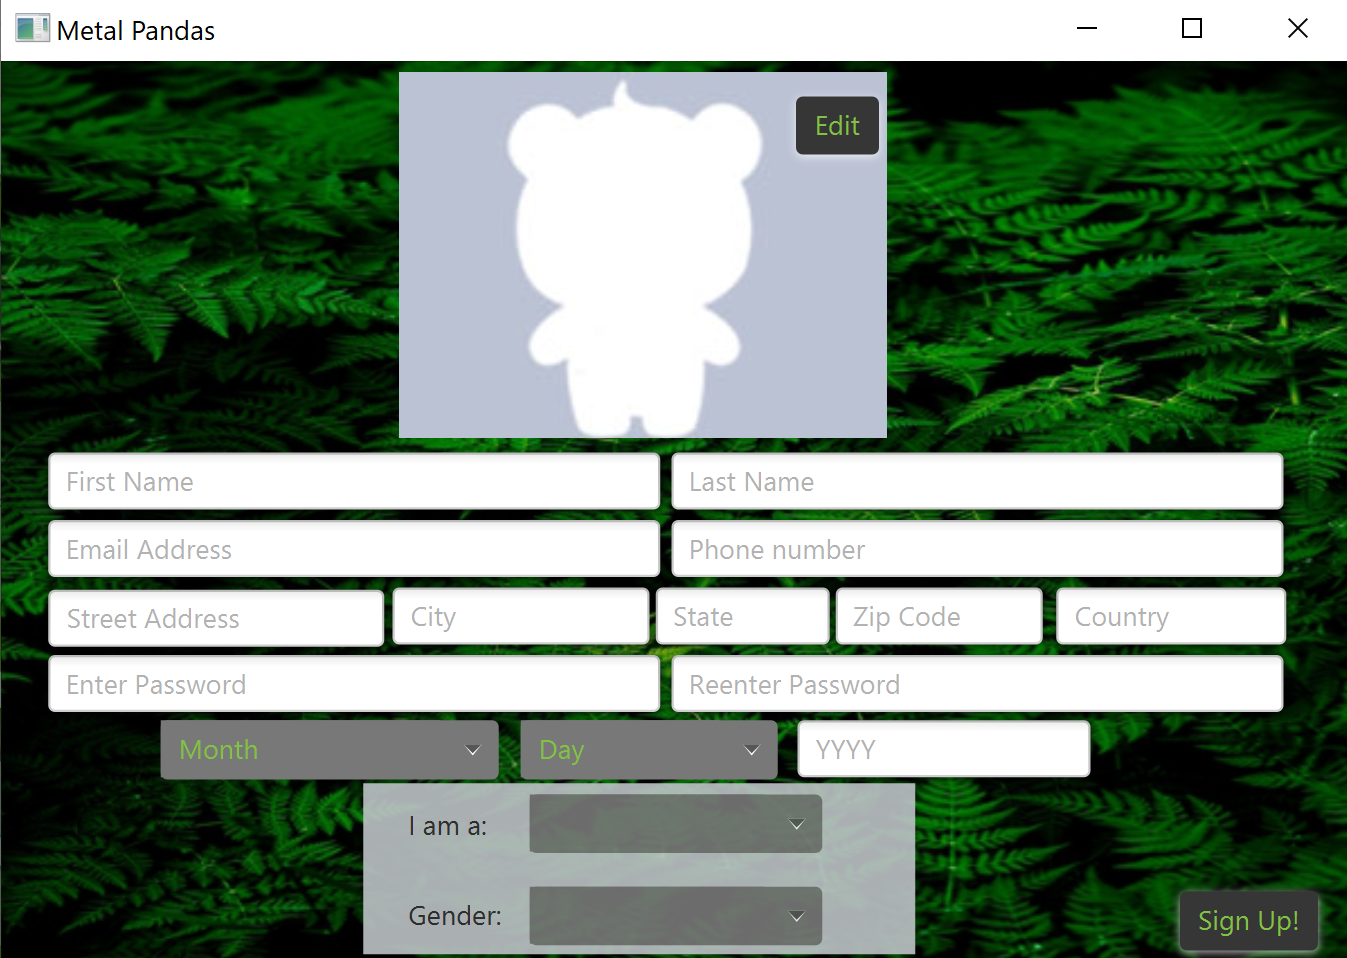 Metal Pandas
Edit
First Name Last Name
Email Address Phone number
Street Address City State Zip Code Country
Enter Password Reenter Password
Month Day YYYY
I am a:
Gender:
Sign Up!